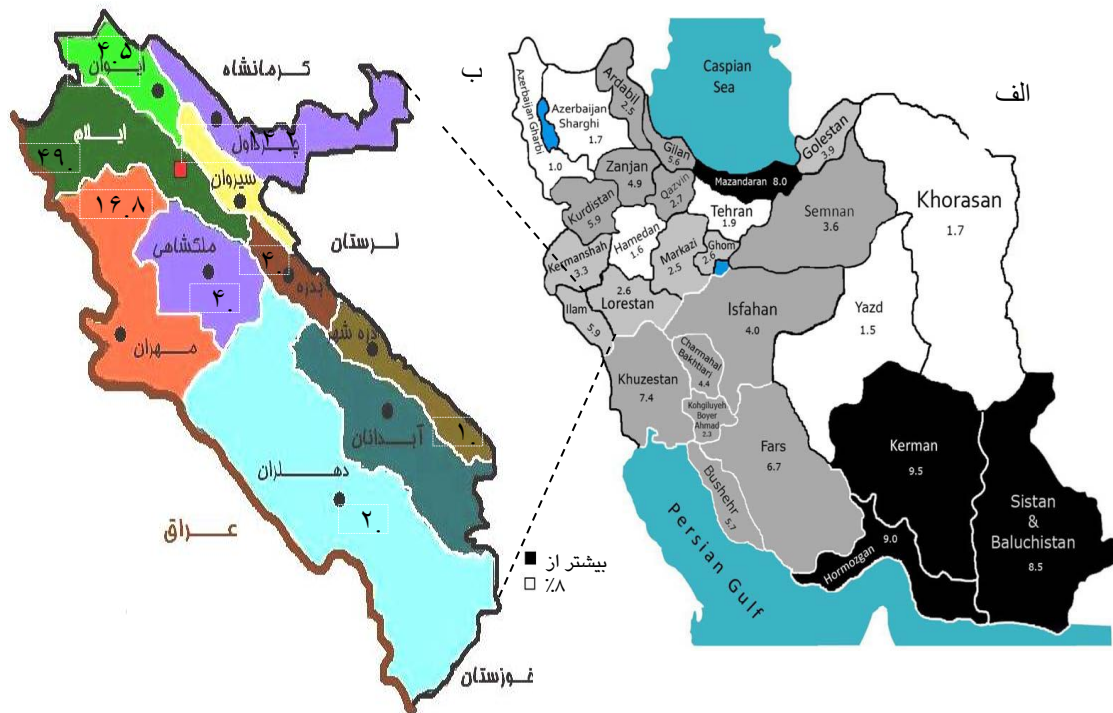 الف
Caspian
Sea
Azerbaijan Gharbi
1.0
Azerbaijan
Sharghi
1.7
Ardabil
2.5
Gilan
5.6
Golestan
3.9
Mazandaran 8.0
Khorasan
1.7
Zanjan
4.9
Qazvin
2.7
Tehran
1.9
Semnan
3.6
Kurdistan
5.9
Hamedan
1.6
Markazi
2.5
Ghom
2.6
Kermanshah
3.3
2.6
Lorestan
Ilam
5.9
Isfahan
4.0
Yazd
1.5
Khuzestan
7.4
Charmahal
Bakhtiari
4.4
Kohgiluyeh
Boyer
Ahmad
2.3
Fars
6.7
Kerman
9.5
Bushehr
5.7
Sistan
&
Baluchistan
8.5
Hormozgan
9.0
Persian Gulf
بیشتر از
٪۸
ب
۴.۵
ایوان
کرمانشاه
ایلام
۴۹.
چرداول
سیروان
۱۶.۸
لرستان
ملکشاهی
۴.
بدره
۴.
مهران
دره شهر
آبدانان
۱.
دهلران
۲.
عراق
خوزستان